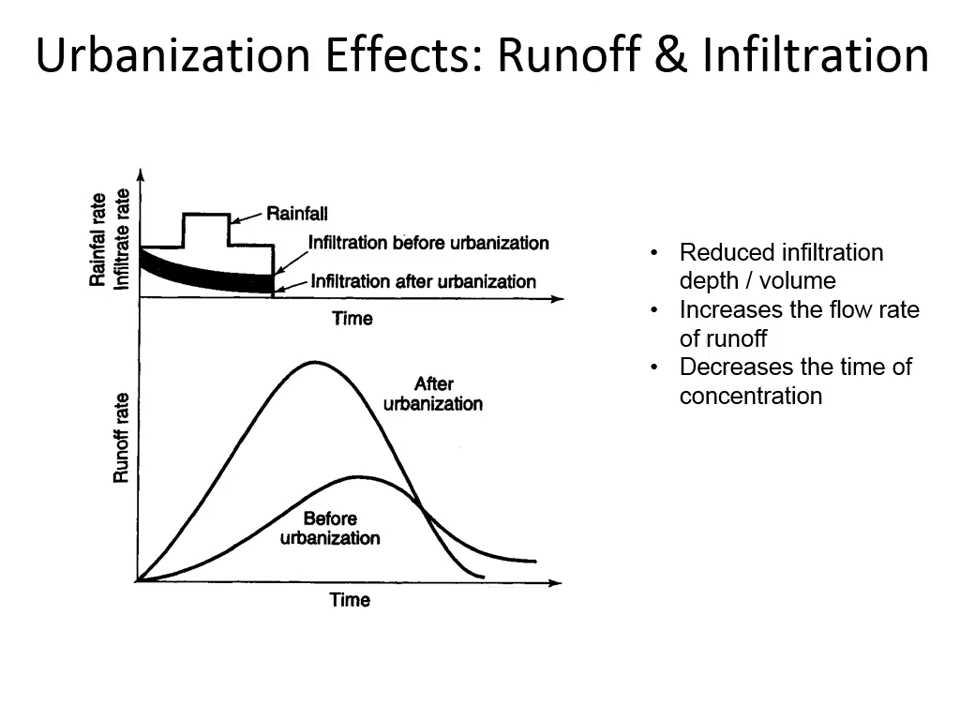 Urbanization Effects: Runoff & Infiltration
Rainfal rate
Infiltrate rate
Rainfall
Infiltration before urbanization
Infiltration after urbanization
Time
Runoff rate
After
urbanization
Before
urbanization
Time
• Reduced infiltration
depth / volume
• Increases the flow rate
of runoff
• Decreases the time of
concentration